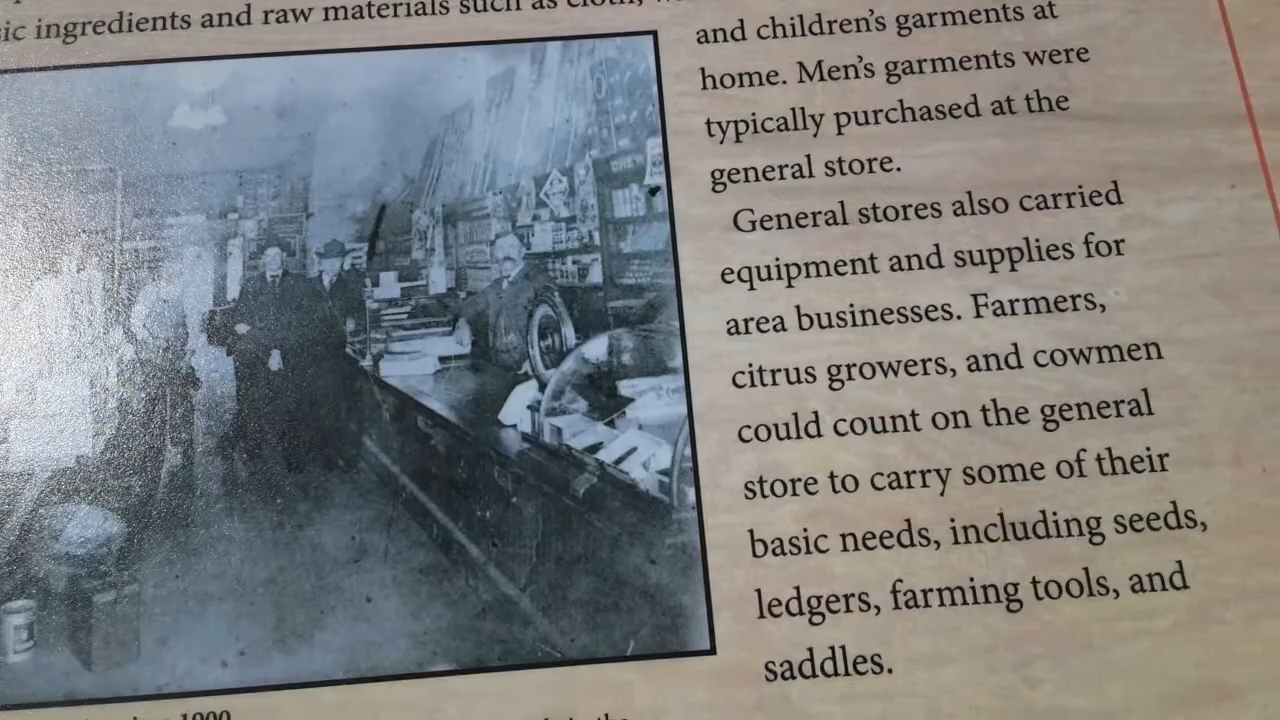 ic ingredients and raw materials such as cloth,
and children's garments at
home. Men's garments were
typically purchased at the
general store.
General stores also carried
equipment and supplies for
area businesses. Farmers,
citrus growers, and cowmen
could count on the general
store to carry some of their
basic needs, including seeds,
ledgers, farming tools, and
saddles.
1900
the